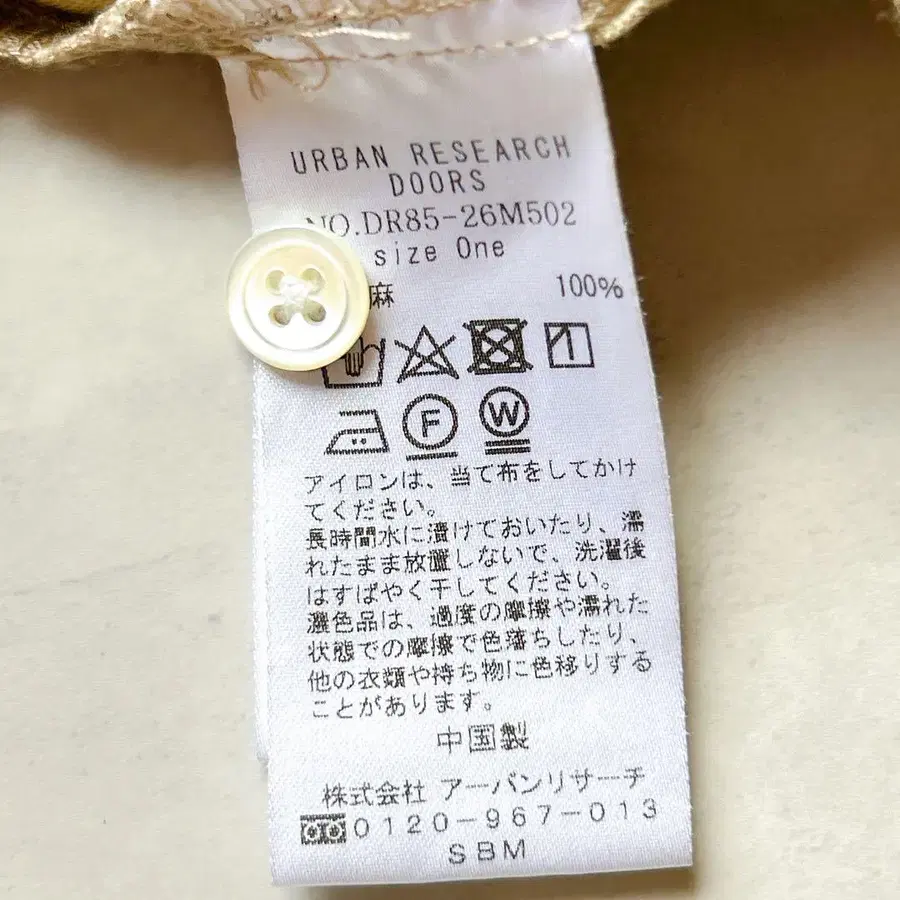 URBAN RESEARCH
DOORS
NO.DR85-26M502
size One
麻 100%
F W
アイロンは、当て布をしてかけ
てください。
長時間水に漬けておいたり、濡
れたまま放置しないで、洗濯後
はすばやく干してください。
濃色品は、過度の摩擦や濡れた
状態での摩擦で色落ちしたり、
他の衣類や持ち物に色移りする
ことがあります。
中国製
株式会社 アーバンリサーチ
0120-967-013
SBM